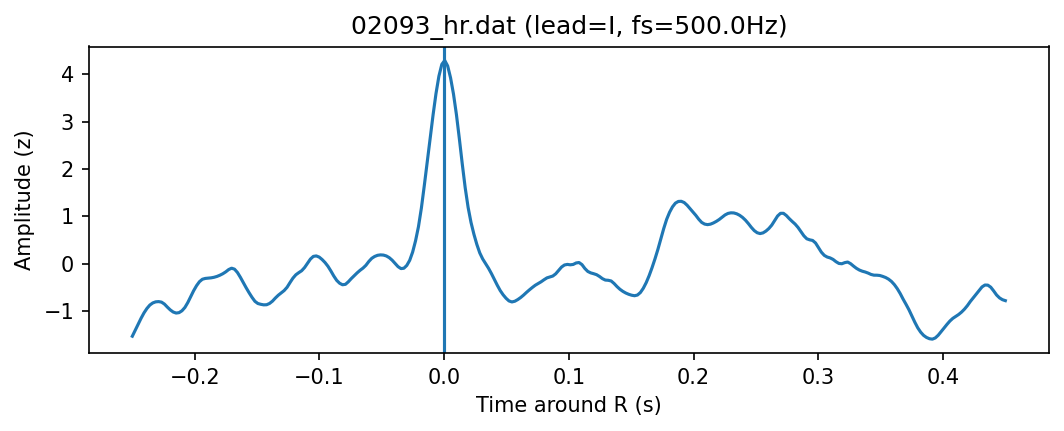 02093_hr.dat (lead=I, fs=500.0Hz)
Amplitude (z)
4
3
2
1
0
−1
−0.2 −0.1 0.0 0.1 0.2 0.3 0.4
Time around R (s)